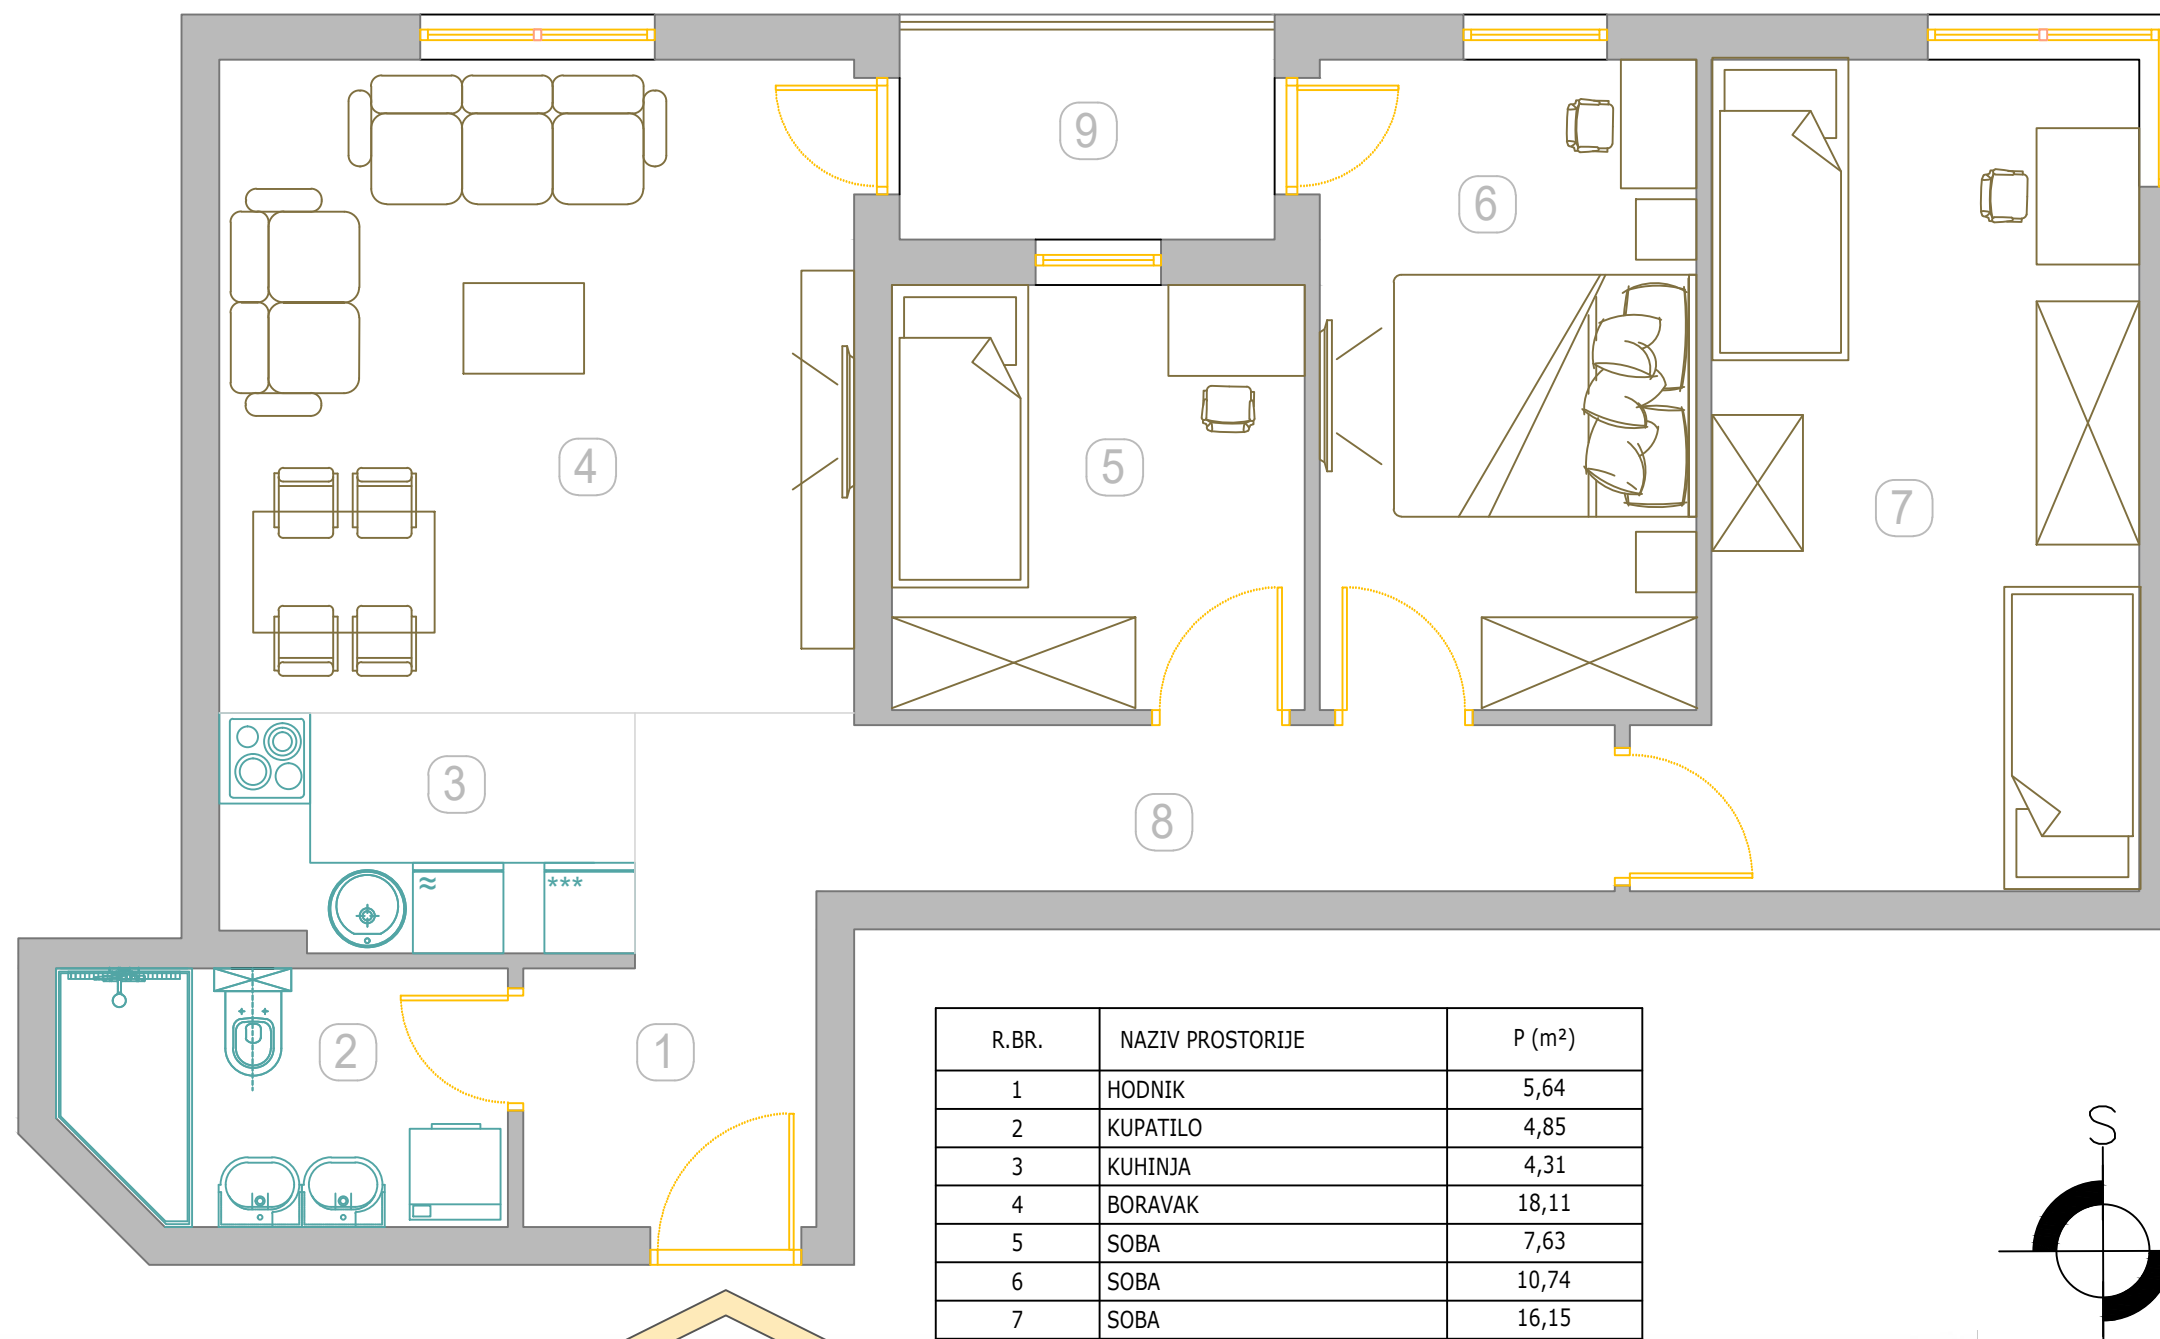 9
6
4
5
7
3
8
≈
***
2
1
R.BR. NAZIV PROSTORIJE P (m²)
1 HODNIK 5,64
2 KUPATILO 4,85
3 KUHINJA 4,31
4 BORAVAK 18,11
5 SOBA 7,63
6 SOBA 10,74
7 SOBA 16,15
S